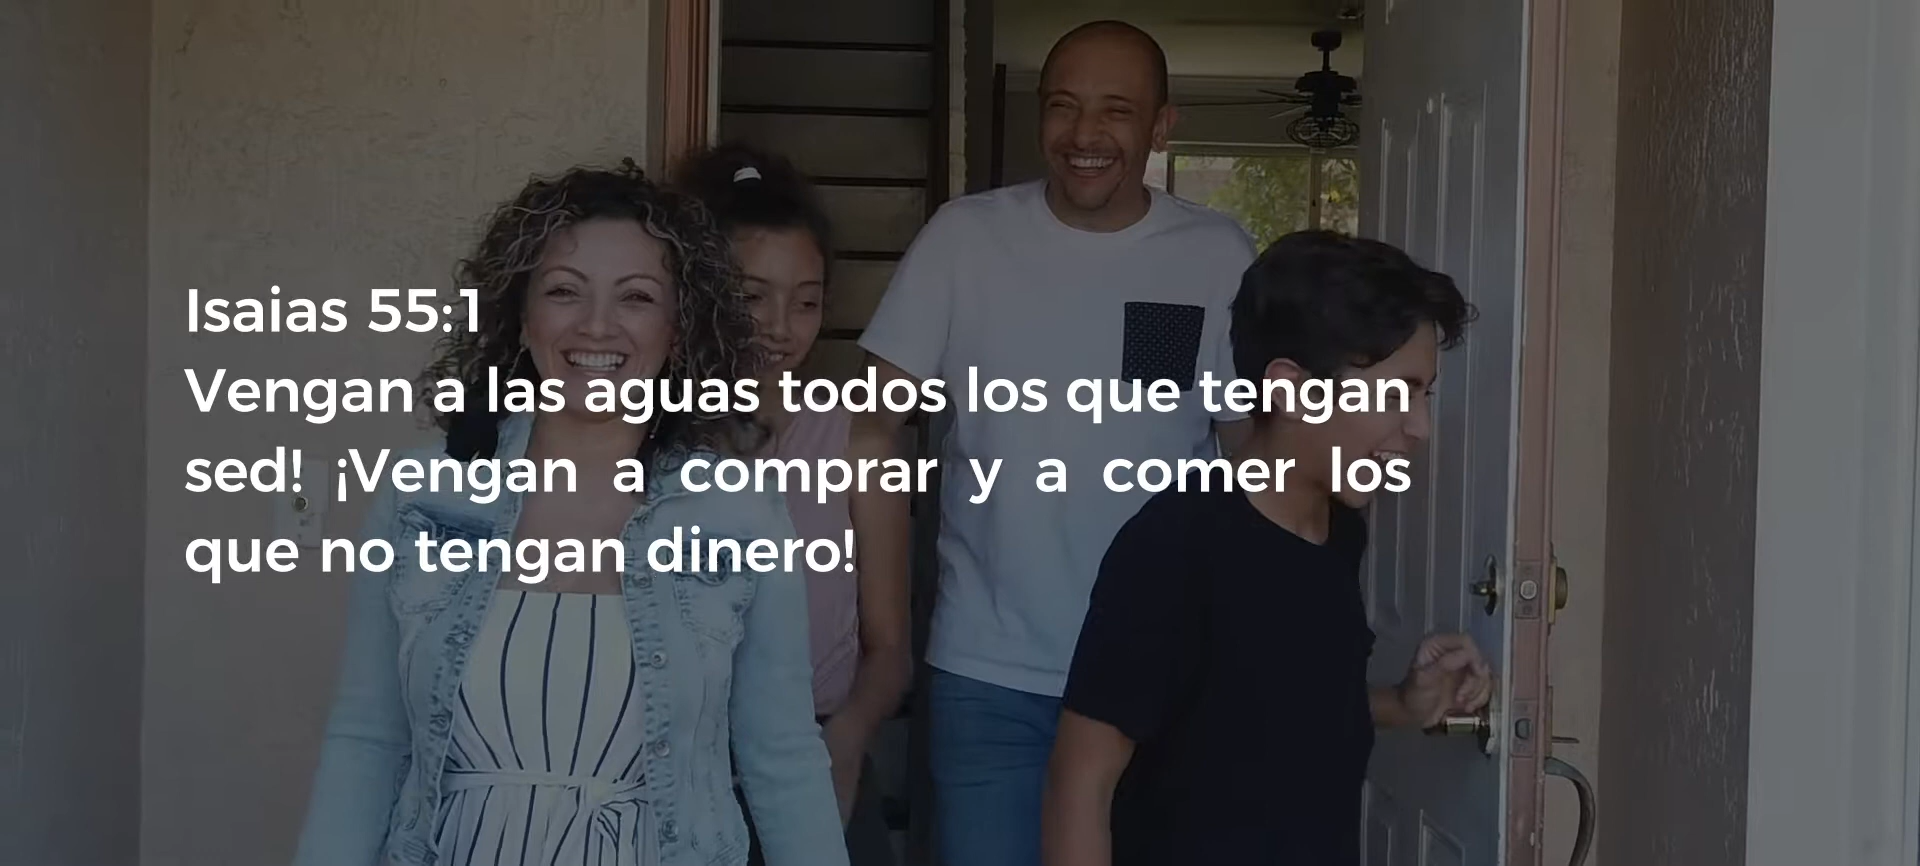 Isaias 55:1
Vengan a las aguas todos los que tengan
sed! ¡Vengan a comprar y a comer los
que no tengan dinero!